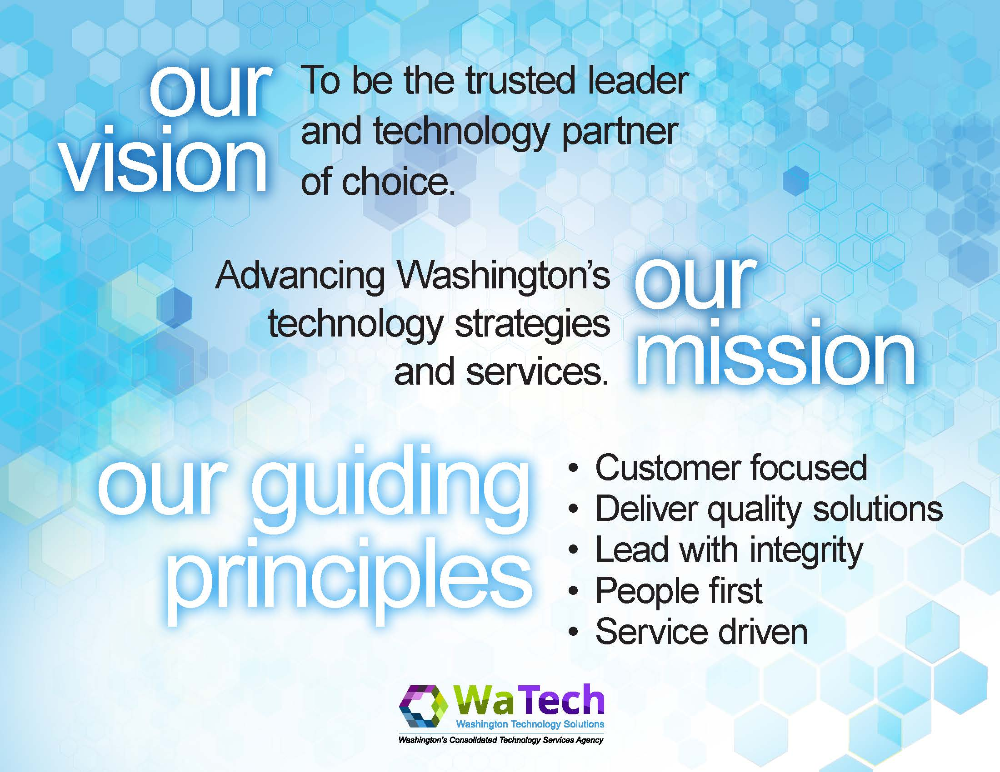 our
vision
To be the trusted leader
and technology partner
of choice.
Advancing Washington's
technology strategies
and services.
our
mission
our guiding
principles
• Customer focused
• Deliver quality solutions
• Lead with integrity
• People first
• Service driven
WaTech
Washington Technology Solutions
Washington's Consolidated Technology Services Agency